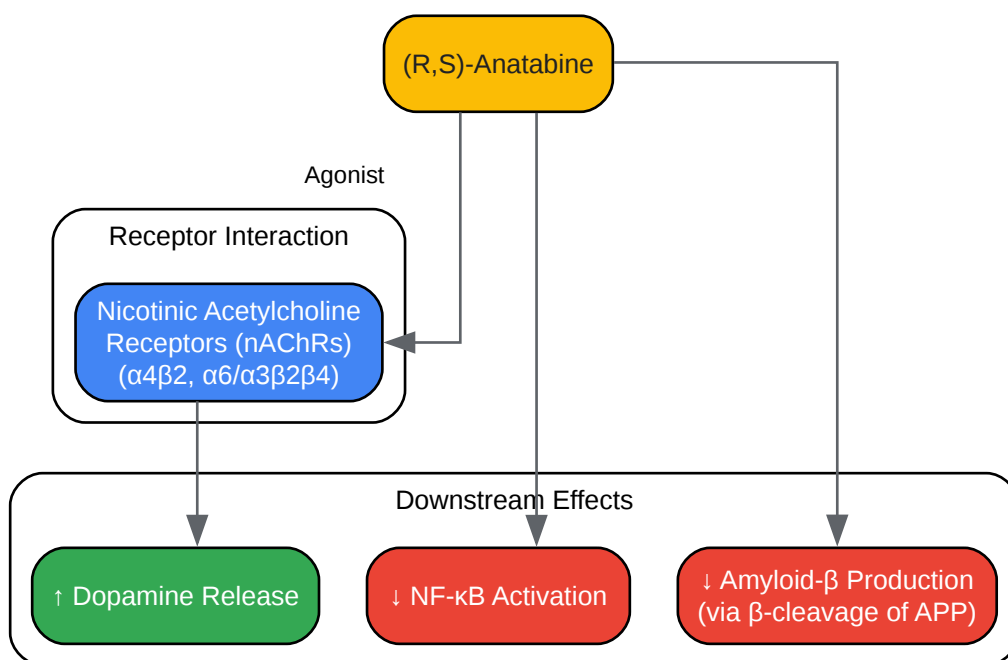 (R,S)-Anatabine
Agonist
Receptor Interaction
Nicotinic Acetylcholine
Receptors (nAChRs)
(α4β2, α6/α3β2β4)
Downstream Effects
↑ Dopamine Release
↓ NF-κB Activation
↓ Amyloid-β Production
(via β-cleavage of APP)